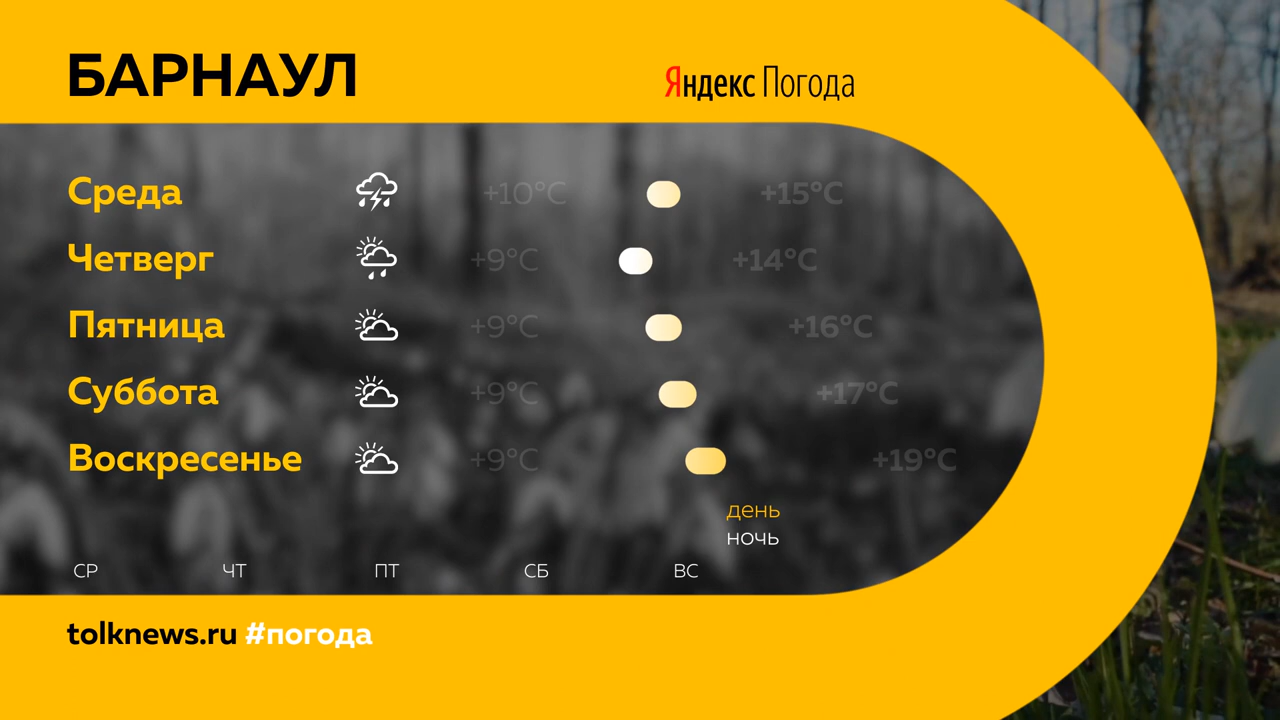 БАРНАУЛ
Яндекс Погода
Среда +10°C +15°C
Четверг +9°C +14°C
Пятница +9°C +16°C
Суббота +9°C +17°C
Воскресенье +9°C +19°C
день
ночь
СР ЧТ ПТ СБ ВС
tolknews.ru #погода